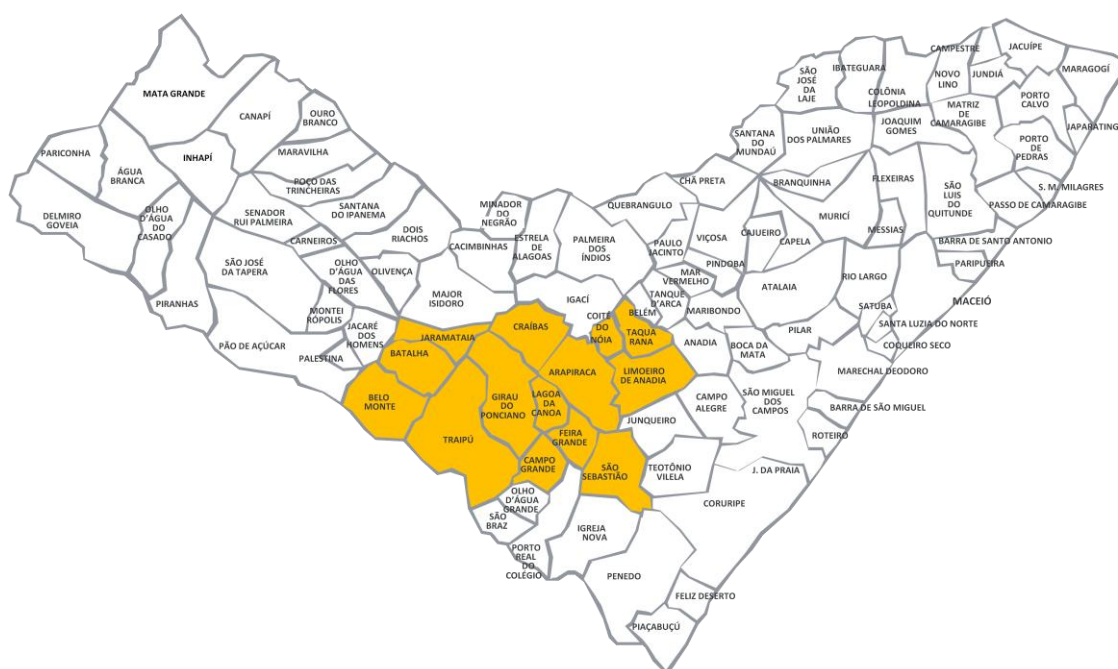 MATA GRANDE
CANAPÍ
OURO
BRANCO
PARICONHA
ÁGUA
BRANCA
INHAPÍ
MARAVILHA
POÇO DAS
TRINCHEIRAS
DELMIRO
GOVEIA
OLHO
D'ÁGUA
DO
CASADO
SENADOR
RUI PALMEIRA
SANTANA
DO IPANEMA
CARNEIROS
DOIS
RIACHOS
PIRANHAS
SÃO JOSÉ
DA TAPERA
OLHO
D'ÁGUA
DAS
FLORES
OLIVENÇA
CACIMBINHAS
MINADOR
DO
NEGRÃO
ESTRELA
DE
ALAGOAS
PALMEIRA
DOS
ÍNDIOS
MAJOR
ISIDORO
MONTEI
RÓPOLIS
JACARÉ
DOS
HOMENS
PÃO DE AÇÚCAR
PALESTINA
JARAMATAIA
BATALHA
BELO
MONTE
TRAIPÚ
CRAÍBAS
GIRAU
DO
PONCIANO
LAGOA
DA
CANOA
ARAPIRACA
FEIRA
GRANDE
CAMPO
GRANDE
SÃO
SEBASTIÃO
OLHO
D'ÁGUA
GRANDE
SÃO
BRAZ
PORTO
REAL
DO
COLÉGIO
IGREJA
NOVA
PENEDO
PIAÇABUÇÚ
FELIZ DESERTO
CORURIPE
J. DA PRAIA
TEOTÔNIO
VILELA
JUNQUEIRO
CAMPO
ALEGRE
SÃO MIGUEL
DOS
CAMPOS
ROTEIRO
BARRA DE SÃO MIGUEL
MARECHAL DEODORO
COQUEIRO SECO
SANTA LUZIA DO NORTE
SATUBA
PILAR
BOCA DA
MATA
ANADIA
LIMOEIRO
DE ANADIA
TAQUA
RANA
COITÉ
DO
NÓIA
BELÉM
IGACÍ
TANQUE
D'ARCA
MARIBONDO
MAR
VERMELHO
PAULO
JACINTO
QUEBRANGULO
CHÃ PRETA
VIÇOSA
PINDOBA
CAJUEIRO
CAPELA
ATALAIA
RIO LARGO
MACEIÓ
PARIPUEIRA
BARRA DE SANTO ANTONIO
MESSIAS
MURICÍ
BRANQUINHA
FLEXEIRAS
SÃO
LUIS
DO
QUITUNDE
PASSO DE CAMARAGIBE
S. M. MILAGRES
PORTO
DE
PEDRAS
JAPARATING
PORTO
CALVO
MARAGOGÍ
JACUÍPE
JUNDIÁ
CAMPESTRE
NOVO
LINO
MATRIZ
DE
CAMARAGIBE
JOAQUIM
GOMES
COLÔNIA
LEOPOLDINA
IBATEGUARA
SÃO
JOSÉ
DA
LAJE
UNIÃO
DOS PALMARES
SANTANA
DO
MUNDAÚ